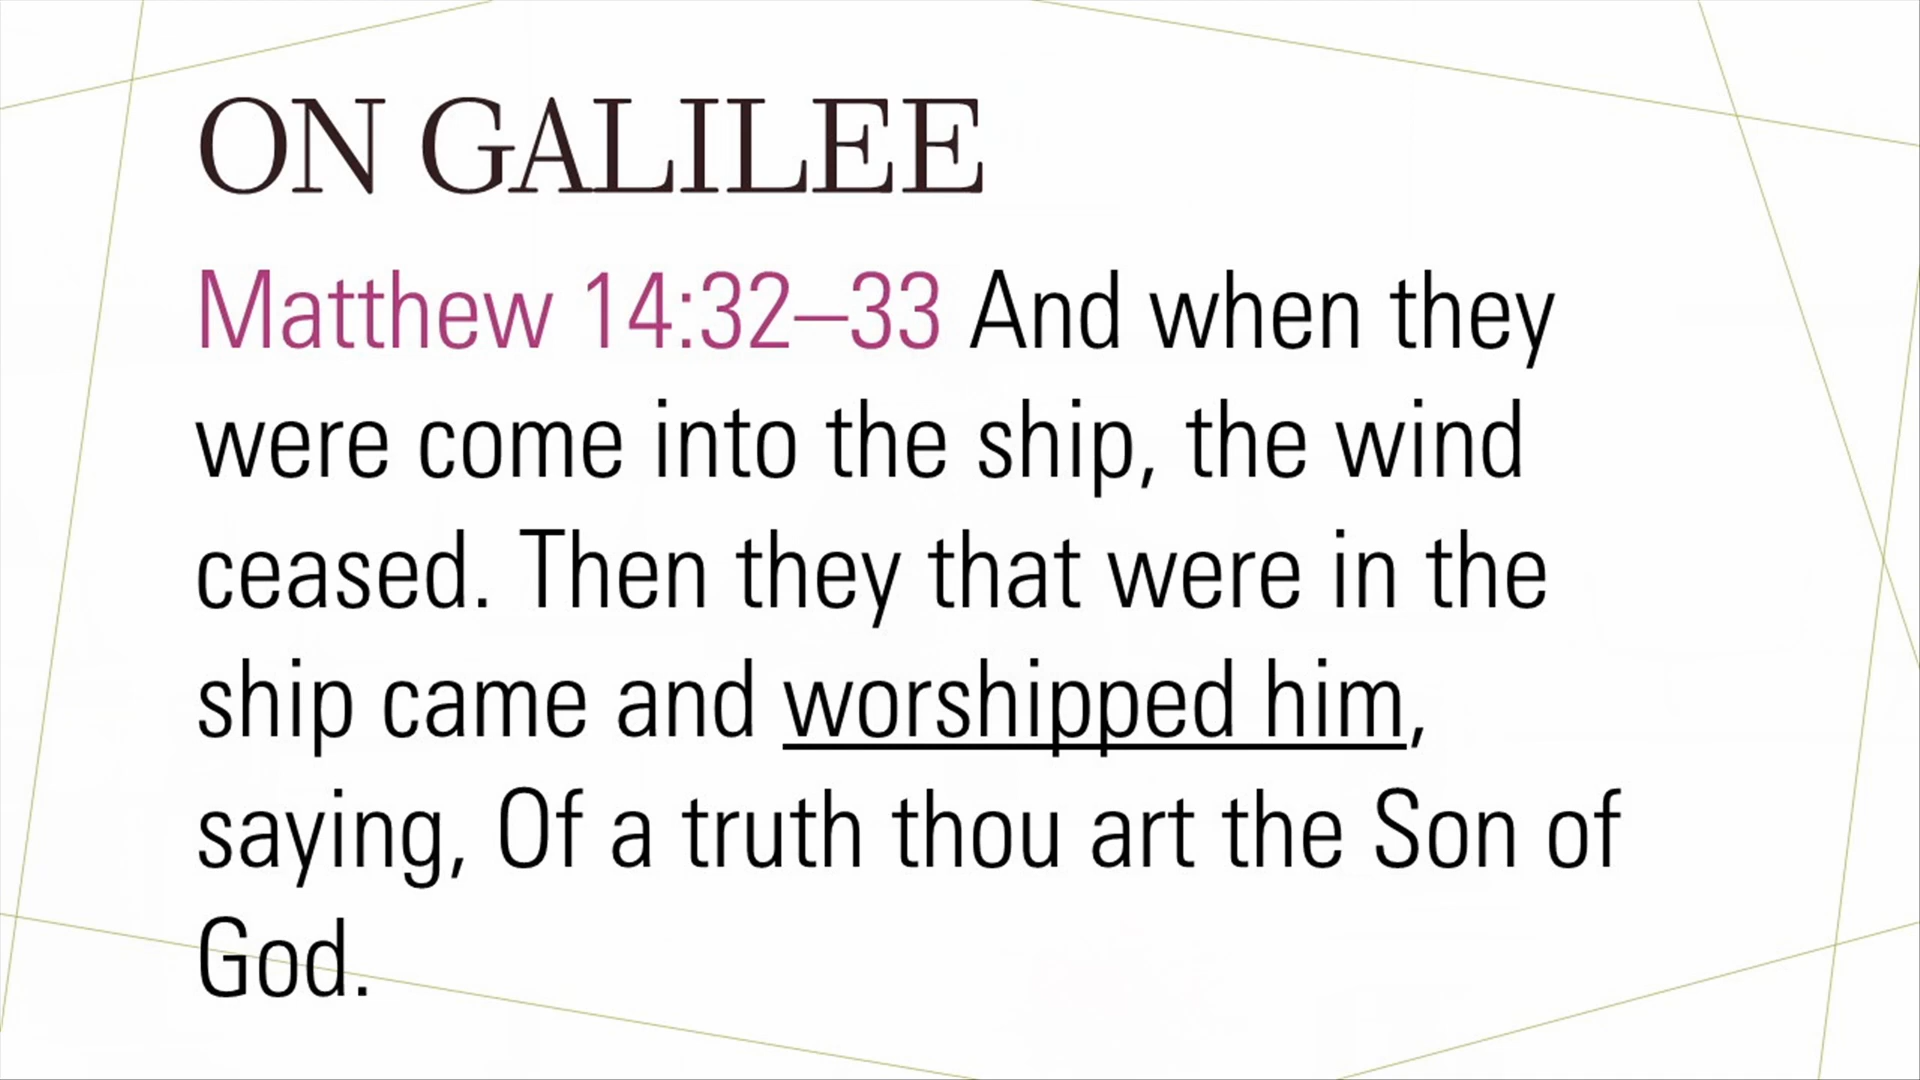 ON GALILEE
Matthew 14:32–33 And when they
were come into the ship, the wind
ceased. Then they that were in the
ship came and worshipped him,
saying, Of a truth thou art the Son of
God.